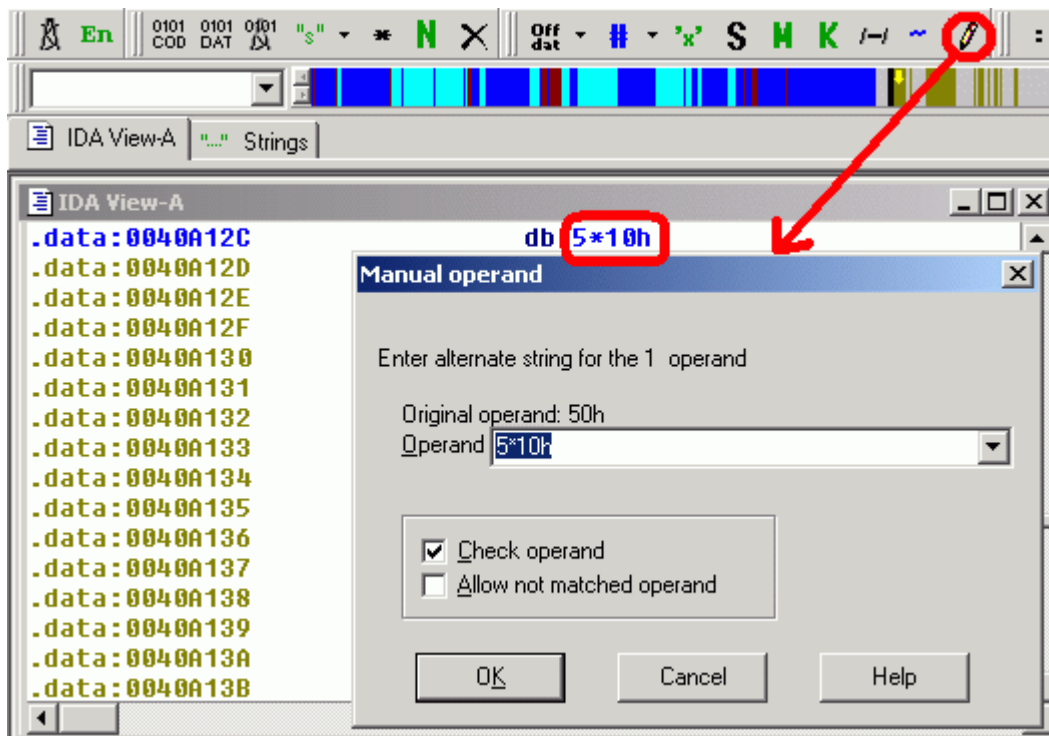 En 0101 COD 0101 DAT 0101 "s" * N X Off dat # 'x' S M K ~ :
IDA View-A "..." Strings
IDA View-A
.data:0040A12C db 5*10h
.data:0040A12D
.data:0040A12E
.data:0040A12F
.data:0040A130
.data:0040A131
.data:0040A132
.data:0040A133
.data:0040A134
.data:0040A135
.data:0040A136
.data:0040A137
.data:0040A138
.data:0040A139
.data:0040A13A
.data:0040A13B
Manual operand
Enter alternate string for the 1 operand
Original operand: 50h
Operand 5*10h
Check operand
Allow not matched operand
OK Cancel Help